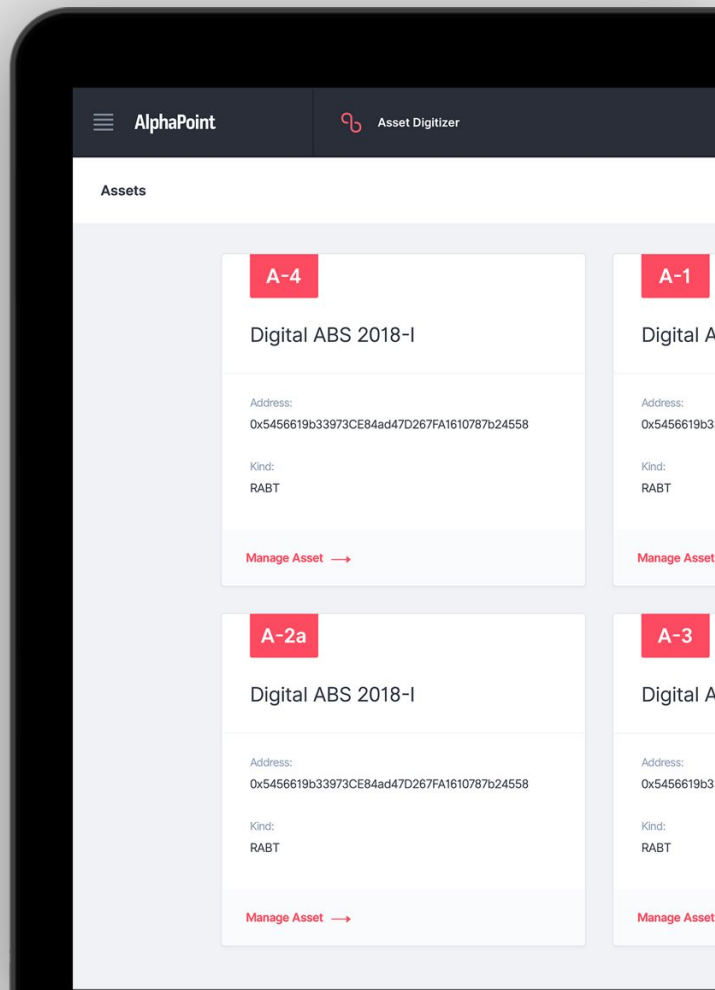 AlphaPoint
Asset Digitizer
Assets
A-4
Digital ABS 2018-I
Address:
0x5456619b33973CE84ad47D267FA1610787b24558
Kind:
RABT
Manage Asset
A-1
Digital
Address:
Kind:
RABT
Manage Asset
A-2a
Digital ABS 2018-I
Address:
0x5456619b33973CE84ad47D267FA1610787b24558
Kind:
RABT
Manage Asset
A-3
Digital
Address:
Kind:
RABT
Manage Asset